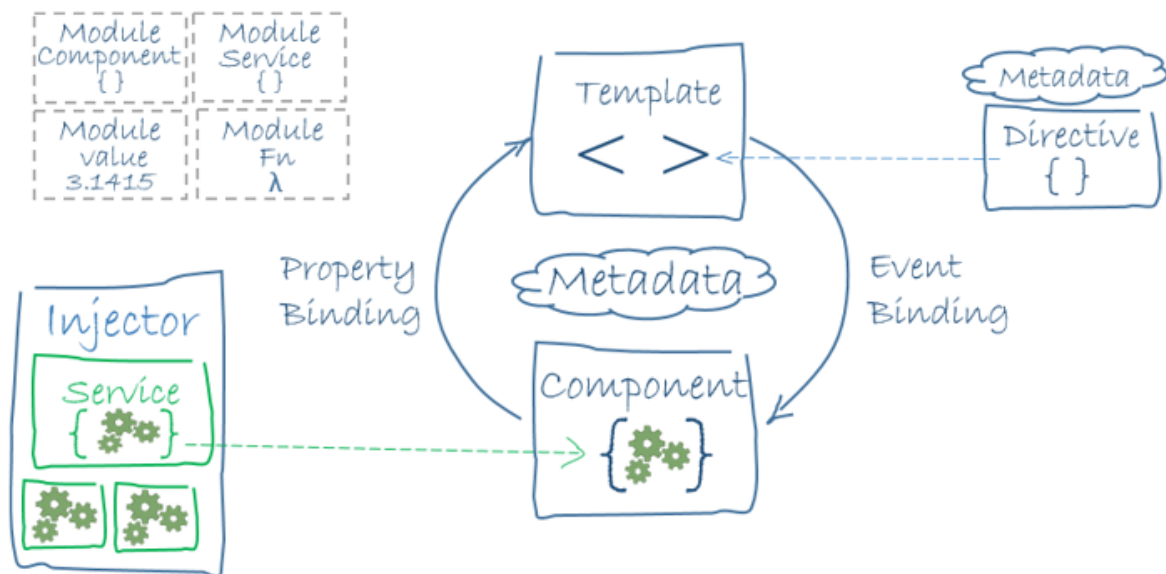 Module
Component
{ }
Module
Service
{ }
Module
value
3.1415
Module
Fn
λ
Template
< >
Metadata
Directive
{ }
Property
Binding
Metadata
Event
Binding
Injector
Service
{ }
Component
{ }